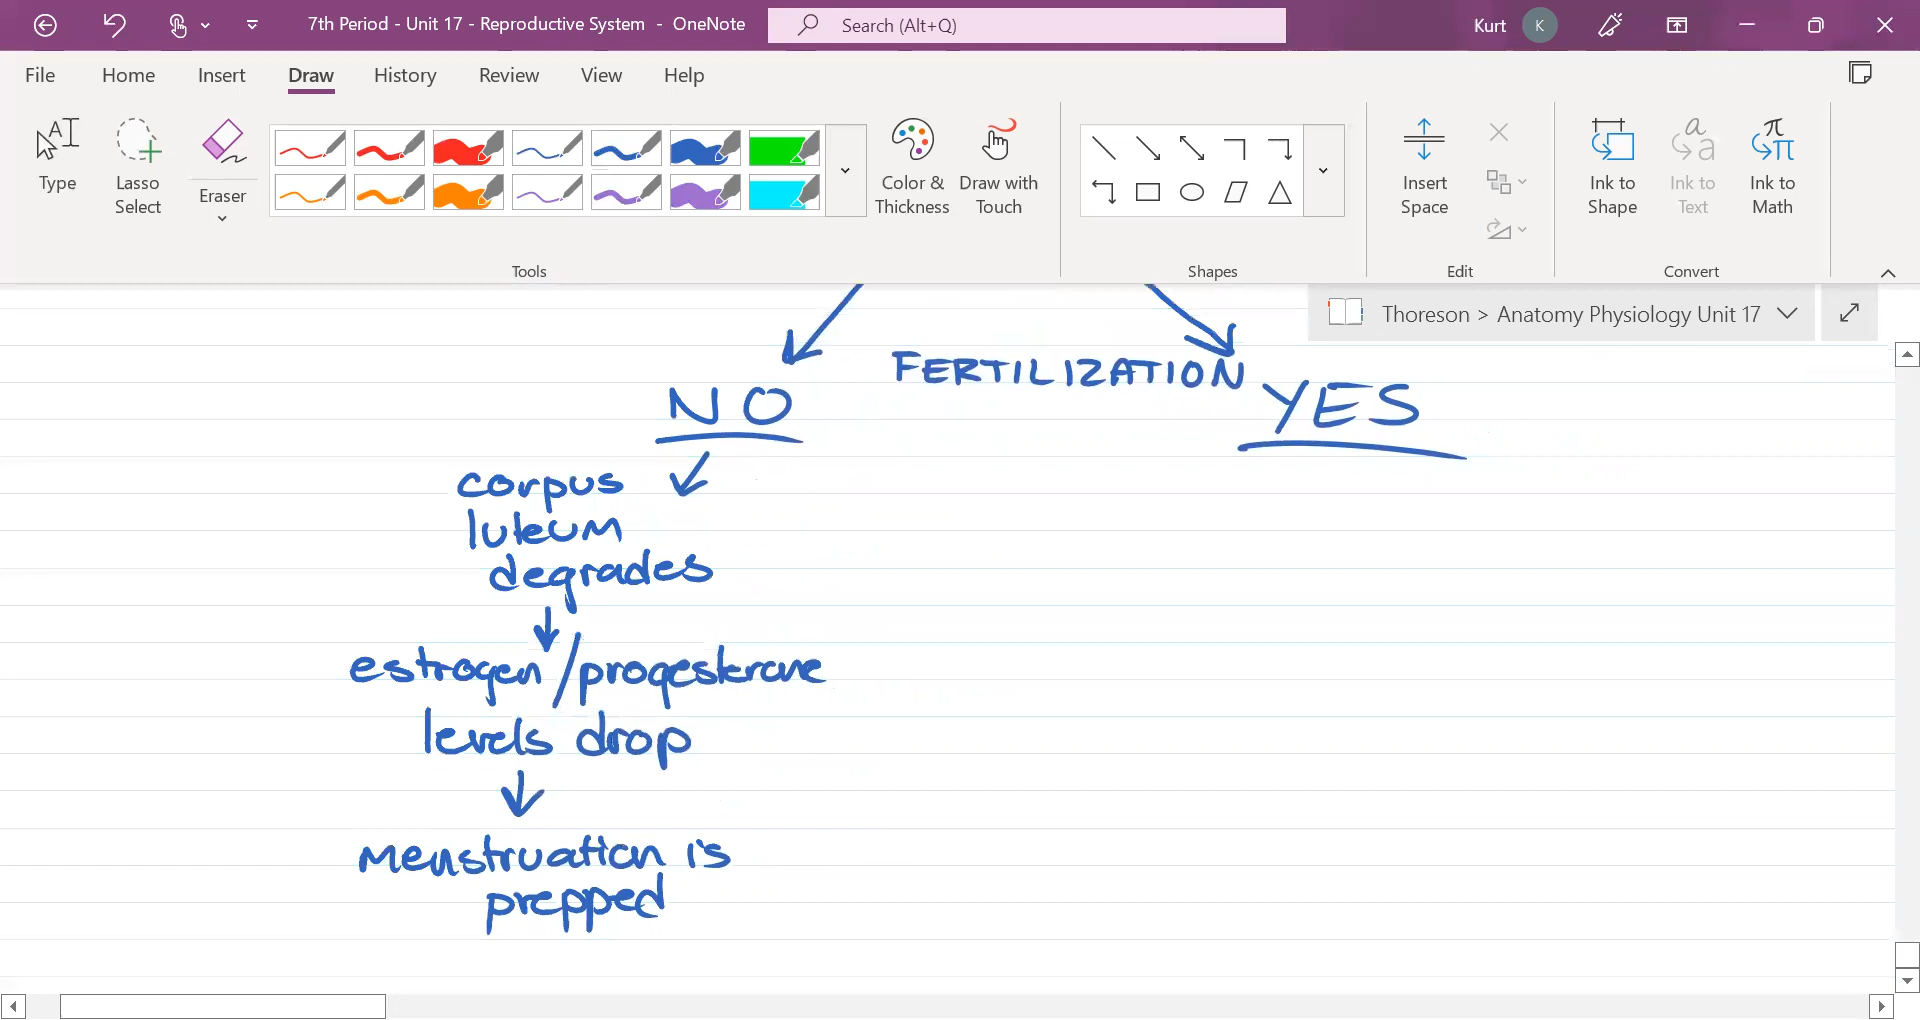 7th Period - Unit 17 - Reproductive System - OneNote
Search (Alt+Q)
Kurt
K
File Home Insert Draw History Review View Help
Type
Lasso Select
Eraser
Color & Thickness
Draw with Touch
Insert Space
Ink to Shape
Ink to Text
Ink to Math
Tools
Shapes
Edit
Convert
Thoreson > Anatomy Physiology Unit 17
FERTILIZATION
NO
YES
corpus
luteum
degrades
estrogen/progesterone
levels drop
Menstruation is
prepped